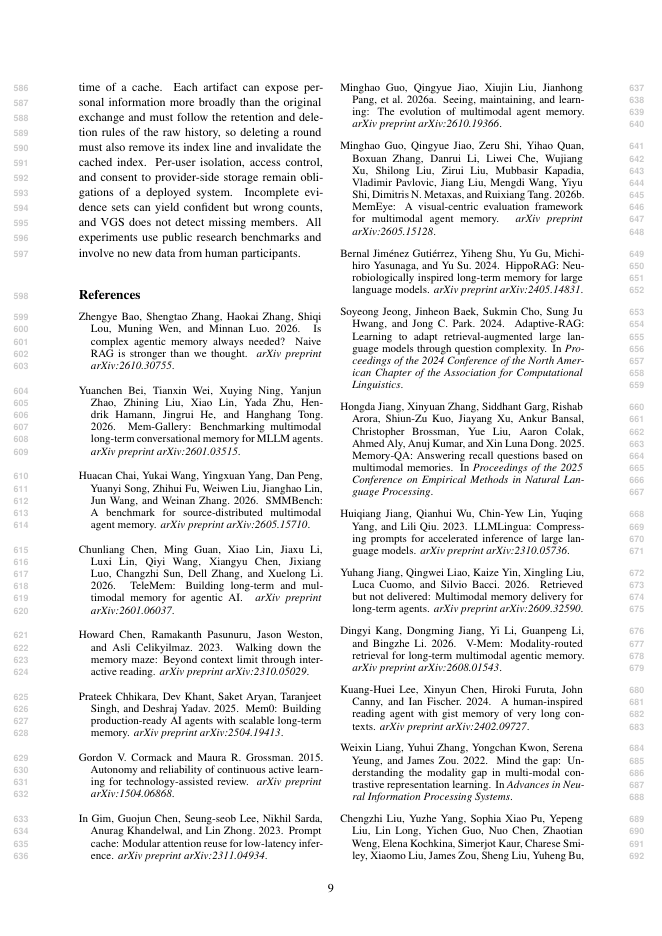 586 time of a cache. Each artifact can expose per-
587 sonal information more broadly than the original
588 exchange and must follow the retention and dele-
589 tion rules of the raw history, so deleting a round
590 must also remove its index line and invalidate the
591 cached index. Per-user isolation, access control,
592 and consent to provider-side storage remain obli-
593 gations of a deployed system. Incomplete evi-
594 dence sets can yield confident but wrong counts,
595 and VGS does not detect missing members. All
596 experiments use public research benchmarks and
597 involve no new data from human participants.
598 References
599 Zhengye Bao, Shengtao Zhang, Haokai Zhang, Shiqi
600 Lou, Muning Wen, and Minnan Luo. 2026. Is
601 complex agentic memory always needed? Naive
602 RAG is stronger than we thought. arXiv preprint
603 arXiv:2610.30755.
604 Yuanchen Bei, Tianxin Wei, Xuying Ning, Yanjun
605 Zhao, Zhining Liu, Xiao Lin, Yada Zhu, Hen-
606 drik Hamann, Jingrui He, and Hanghang Tong.
607 2026. Mem-Gallery: Benchmarking multimodal
608 long-term conversational memory for MLLM agents.
609 arXiv preprint arXiv:2601.03515.
610 Huacan Chai, Yukai Wang, Yingxuan Yang, Dan Peng,
611 Yuanyi Song, Zhihui Fu, Weiwen Liu, Jianghao Lin,
612 Jun Wang, and Weinan Zhang. 2026. SMMBench:
613 A benchmark for source-distributed multimodal
614 agent memory. arXiv preprint arXiv:2605.15710.
615 Chunliang Chen, Ming Guan, Xiao Lin, Jiaxu Li,
616 Luxi Lin, Qiyi Wang, Xiangyu Chen, Jixiang
617 Luo, Changzhi Sun, Dell Zhang, and Xuelong Li.
618 2026. TeleMem: Building long-term and mul-
619 timodal memory for agentic AI. arXiv preprint
620 arXiv:2601.06037.
621 Howard Chen, Ramakanth Pasunuru, Jason Weston,
622 and Asli Celikyilmaz. 2023. Walking down the
623 memory maze: Beyond context limit through inter-
624 active reading. arXiv preprint arXiv:2310.05029.
625 Prateek Chhikara, Dev Khant, Saket Aryan, Taranjeet
626 Singh, and Deshraj Yadav. 2025. Mem0: Building
627 production-ready AI agents with scalable long-term
628 memory. arXiv preprint arXiv:2504.19413.
629 Gordon V. Cormack and Maura R. Grossman. 2015.
630 Autonomy and reliability of continuous active learn-
631 ing for technology-assisted review. arXiv preprint
632 arXiv:1504.06868.
633 In Gim, Guojun Chen, Seung-seob Lee, Nikhil Sarda,
634 Anurag Khandelwal, and Lin Zhong. 2023. Prompt
635 cache: Modular attention reuse for low-latency infer-
636 ence. arXiv preprint arXiv:2311.04934.
Minghao Guo, Qingyue Jiao, Xiujin Liu, Jianhong 637
Pang, et al. 2026a. Seeing, maintaining, and learn- 638
ing: The evolution of multimodal agent memory. 639
arXiv preprint arXiv:2610.19366. 640
Minghao Guo, Qingyue Jiao, Zeru Shi, Yihao Quan, 641
Boxuan Zhang, Danrui Li, Liwei Che, Wujiang 642
Xu, Shilong Liu, Zirui Liu, Mubbasir Kapadia, 643
Vladimir Pavlovic, Jiang Liu, Mengdi Wang, Yiyu 644
Shi, Dimitris N. Metaxas, and Ruixiang Tang. 2026b. 645
MemEye: A visual-centric evaluation framework 646
for multimodal agent memory. arXiv preprint 647
arXiv:2605.15128. 648
Bernal Jiménez Gutiérrez, Yiheng Shu, Yu Gu, Michi- 649
hiro Yasunaga, and Yu Su. 2024. HippoRAG: Neu- 650
robiologically inspired long-term memory for large 651
language models. arXiv preprint arXiv:2405.14831. 652
Soyeong Jeong, Jinheon Baek, Sukmin Cho, Sung Ju 653
Hwang, and Jong C. Park. 2024. Adaptive-RAG: 654
Learning to adapt retrieval-augmented large lan- 655
guage models through question complexity. In Pro- 656
ceedings of the 2024 Conference of the North Amer- 657
ican Chapter of the Association for Computational 658
Linguistics. 659
Hongda Jiang, Xinyuan Zhang, Siddhant Garg, Rishab 660
Arora, Shiun-Zu Kuo, Jiayang Xu, Ankur Bansal, 661
Christopher Brossman, Yue Liu, Aaron Colak, 662
Ahmed Aly, Anuj Kumar, and Xin Luna Dong. 2025. 663
Memory-QA: Answering recall questions based on 664
multimodal memories. In Proceedings of the 2025 665
Conference on Empirical Methods in Natural Lan- 666
guage Processing. 667
Huiqiang Jiang, Qianhui Wu, Chin-Yew Lin, Yuqing 668
Yang, and Lili Qiu. 2023. LLMLingua: Compress- 669
ing prompts for accelerated inference of large lan- 670
guage models. arXiv preprint arXiv:2310.05736. 671
Yuhang Jiang, Qingwei Liao, Kaize Yin, Xingling Liu, 672
Luca Cuomo, and Silvio Bacci. 2026. Retrieved 673
but not delivered: Multimodal memory delivery for 674
long-term agents. arXiv preprint arXiv:2609.32590. 675
Dingyi Kang, Dongming Jiang, Yi Li, Guanpeng Li, 676
and Bingzhe Li. 2026. V-Mem: Modality-routed 677
retrieval for long-term multimodal agentic memory. 678
arXiv preprint arXiv:2608.01543. 679
Kuang-Huei Lee, Xinyun Chen, Hiroki Furuta, John 680
Canny, and Ian Fischer. 2024. A human-inspired 681
reading agent with gist memory of very long con- 682
texts. arXiv preprint arXiv:2402.09727. 683
Weixin Liang, Yuhui Zhang, Yongchan Kwon, Serena 684
Yeung, and James Zou. 2022. Mind the gap: Un- 685
derstanding the modality gap in multi-modal con- 686
trastive representation learning. In Advances in Neu- 687
ral Information Processing Systems. 688
Chengzhi Liu, Yuzhe Yang, Sophia Xiao Pu, Yepeng 689
Liu, Lin Long, Yichen Guo, Nuo Chen, Zhaotian 690
Weng, Elena Kochkina, Simerjot Kaur, Charese Smi- 691
ley, Xiaomo Liu, James Zou, Sheng Liu, Yuheng Bu, 692
9